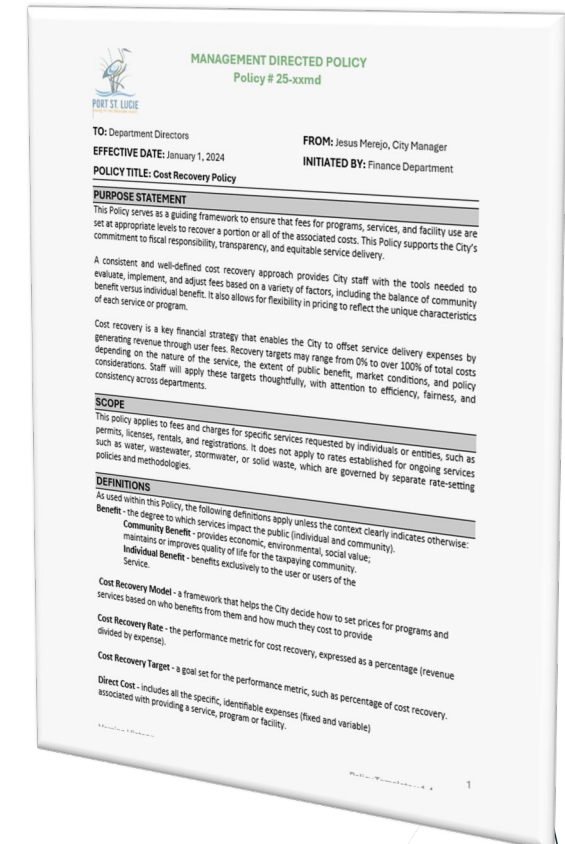 MANAGEMENT DIRECTED POLICY
Policy # 25-xxmd
PORT ST. LUCIE
TO: Department Directors
FROM: Jesus Merejo, City Manager
EFFECTIVE DATE: January 1, 2024
INITIATED BY: Finance Department
POLICY TITLE: Cost Recovery Policy
PURPOSE STATEMENT
This Policy serves as a guiding framework to ensure that fees for programs, services, and facility use are
set at appropriate levels to recover a portion or all of the associated costs. This Policy supports the City's
commitment to fiscal responsibility, transparency, and equitable service delivery.
A consistent and well-defined cost recovery approach provides City staff with the tools needed to
evaluate, implement, and adjust fees based on a variety of factors, including the balance of community
benefit versus individual benefit. It also allows for flexibility in pricing to reflect the unique characteristics
of each service or program.
Cost recovery is a key financial strategy that enables the City to offset service delivery expenses by
generating revenue through user fees. Recovery targets may range from 0% to over 100% of total costs
depending on the nature of the service, the extent of public benefit, market conditions, and policy
considerations. Staff will apply these targets thoughtfully, with attention to efficiency, fairness, and
consistency across departments.
SCOPE
This policy applies to fees and charges for specific services requested by individuals or entities, such as
permits, licenses, rentals, and registrations. It does not apply to rates established for ongoing services
such as water, wastewater, stormwater, or solid waste, which are governed by separate rate-setting
policies and methodologies.
DEFINITIONS
As used within this Policy, the following definitions apply unless the context clearly indicates otherwise:
Benefit - the degree to which services impact the public (individual and community).
Community Benefit - provides economic, environmental, social value;
maintains or improves quality of life for the taxpaying community.
Individual Benefit - benefits exclusively to the user or users of the
Service.
Cost Recovery Model - a framework that helps the City decide how to set prices for programs and
services based on who benefits from them and how much they cost to provide
Cost Recovery Rate - the performance metric for cost recovery, expressed as a percentage (revenue
divided by expense).
Cost Recovery Target - a goal set for the performance metric, such as percentage of cost recovery.
Direct Cost - includes all the specific, identifiable expenses (fixed and variable)
associated with providing a service, program or facility.
1